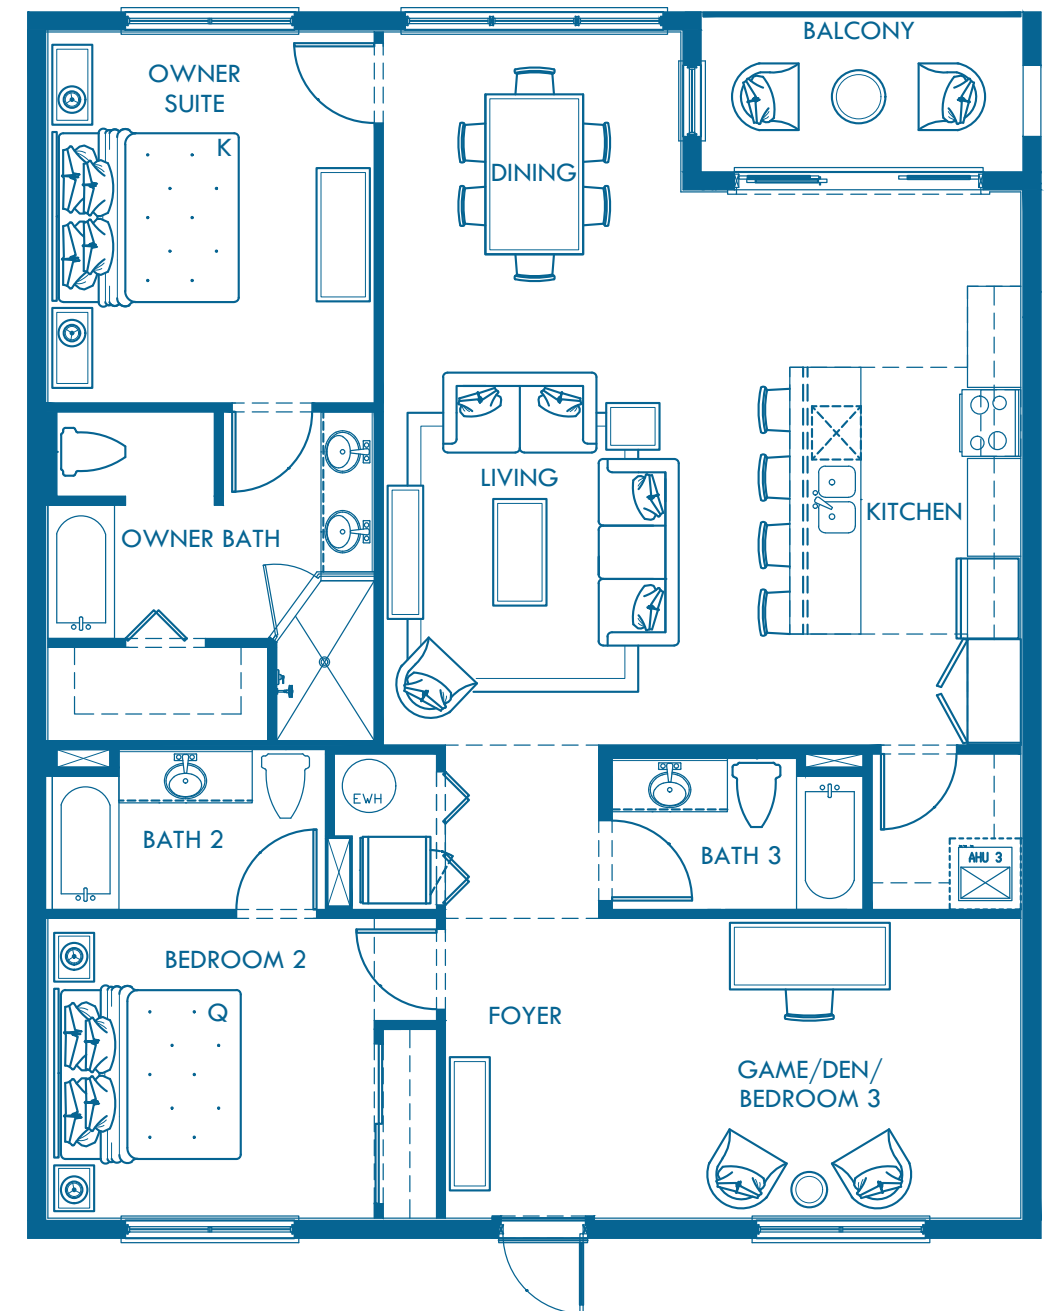 BALCONY
OWNER
SUITE
K
DINING
LIVING
KITCHEN
OWNER BATH
EWH
BATH 2
BATH 3
AHU 3
BEDROOM 2
Q
FOYER
GAME/DEN/
BEDROOM 3